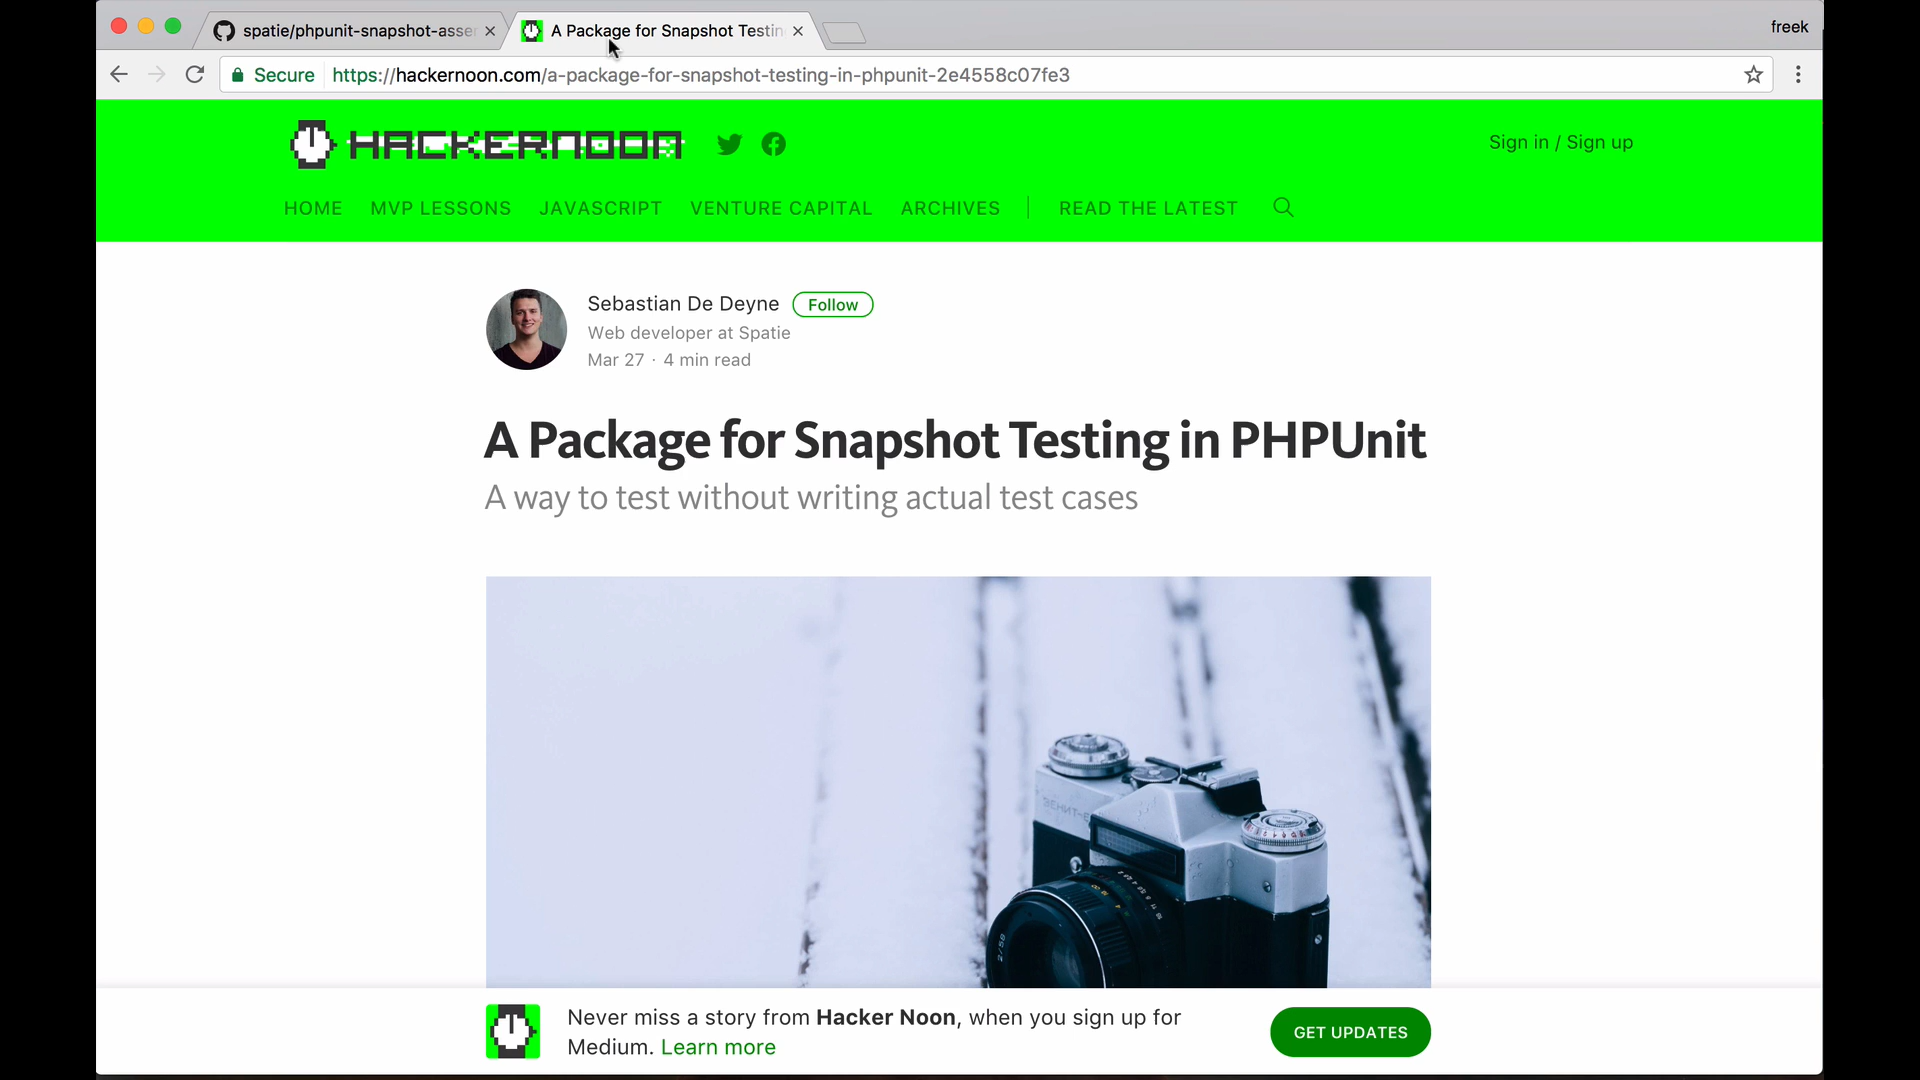 spatie/phpunit-snapshot-asse
A Package for Snapshot Testin
freek
Secure
https://hackernoon.com/a-package-for-snapshot-testing-in-phpunit-2e4558c07fe3
HACKERNOON
Sign in / Sign up
HOME MVP LESSONS JAVASCRIPT VENTURE CAPITAL ARCHIVES READ THE LATEST
Sebastian De Deyne Follow
Web developer at Spatie
Mar 27 · 4 min read
A Package for Snapshot Testing in PHPUnit
A way to test without writing actual test cases
2/58
Never miss a story from Hacker Noon, when you sign up for
Medium. Learn more
GET UPDATES